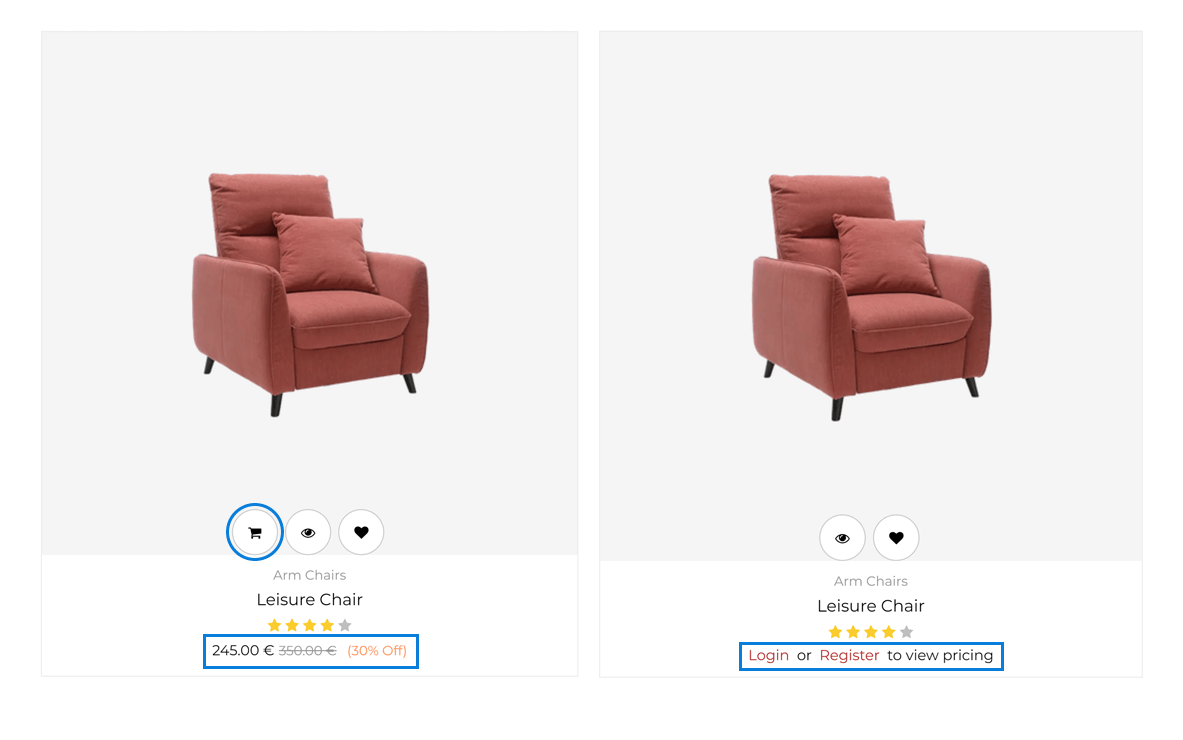 Arm Chairs
Leisure Chair
245.00 € 350.00 € (30% Off)
Arm Chairs
Leisure Chair
Login or Register to view pricing